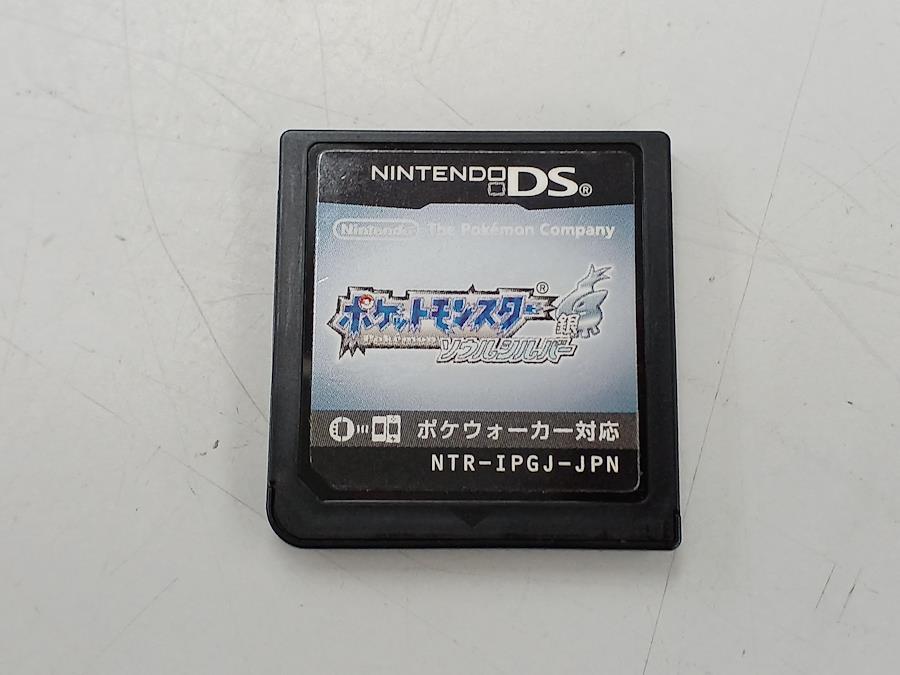 NINTENDO DS®
Nintendo The Pokémon Company
ポケットモンスター®
Pokémon
銀
ソウルシルバー
ポケウォーカー対応
NTR-IPGJ-JPN